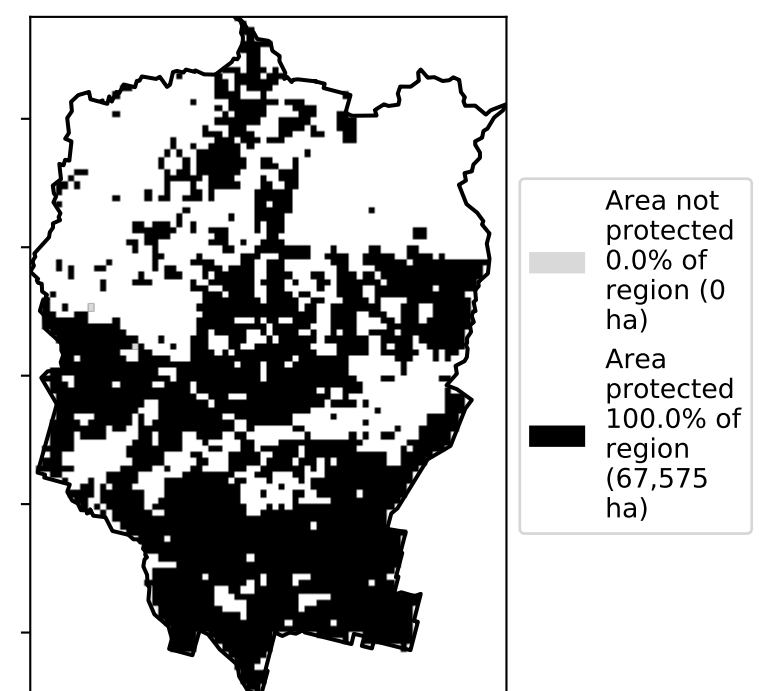 Area not
protected
0.0% of
region (0
ha)
Area
protected
100.0% of
region
(67,575
ha)